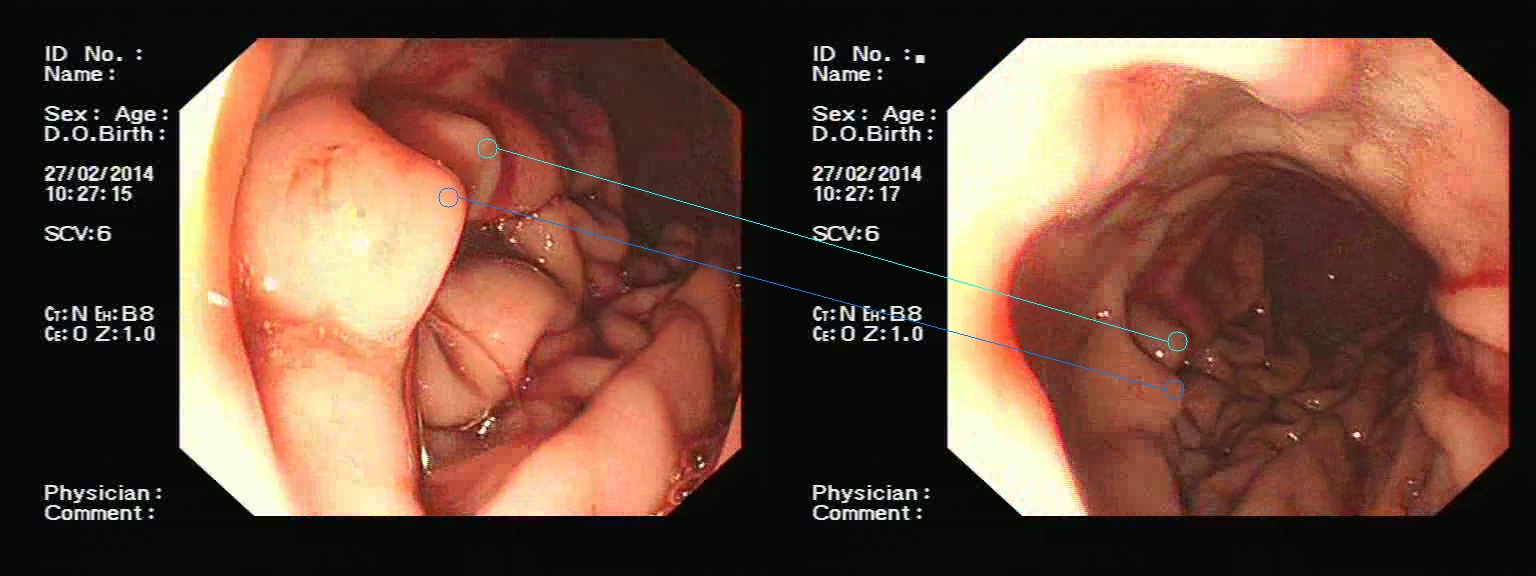 ID No. :
Name:
Sex: Age:
D.O.Birth:
27/02/2014
10:27:15
SCV:6
CT:N EH:B8
CE:0 Z:1.0
Physician:
Comment:
ID No. :
Name:
Sex: Age:
D.O.Birth:
27/02/2014
10:27:17
SCV:6
CT:N EH:B8
CE:0 Z:1.0
Physician:
Comment: